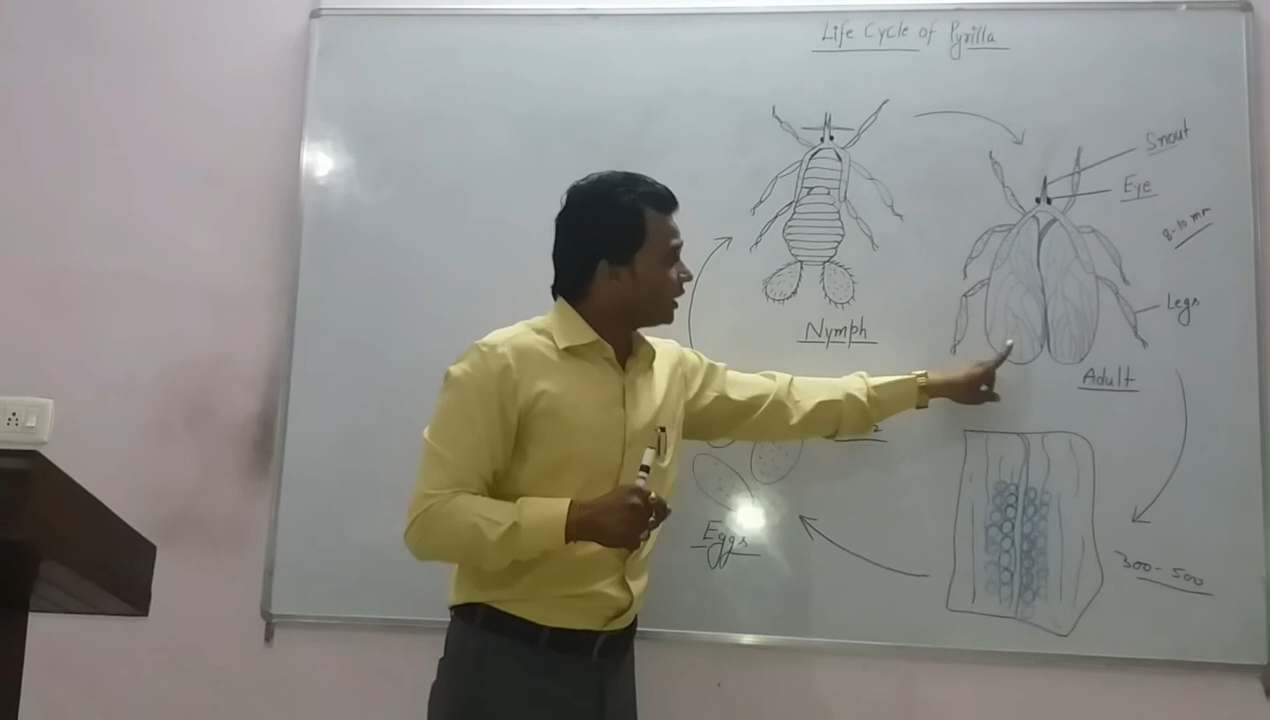 Life Cycle of Pyrilla
Snout
Eye
8-10 mm
Legs
Nymph
Adult
Eggs
300-500